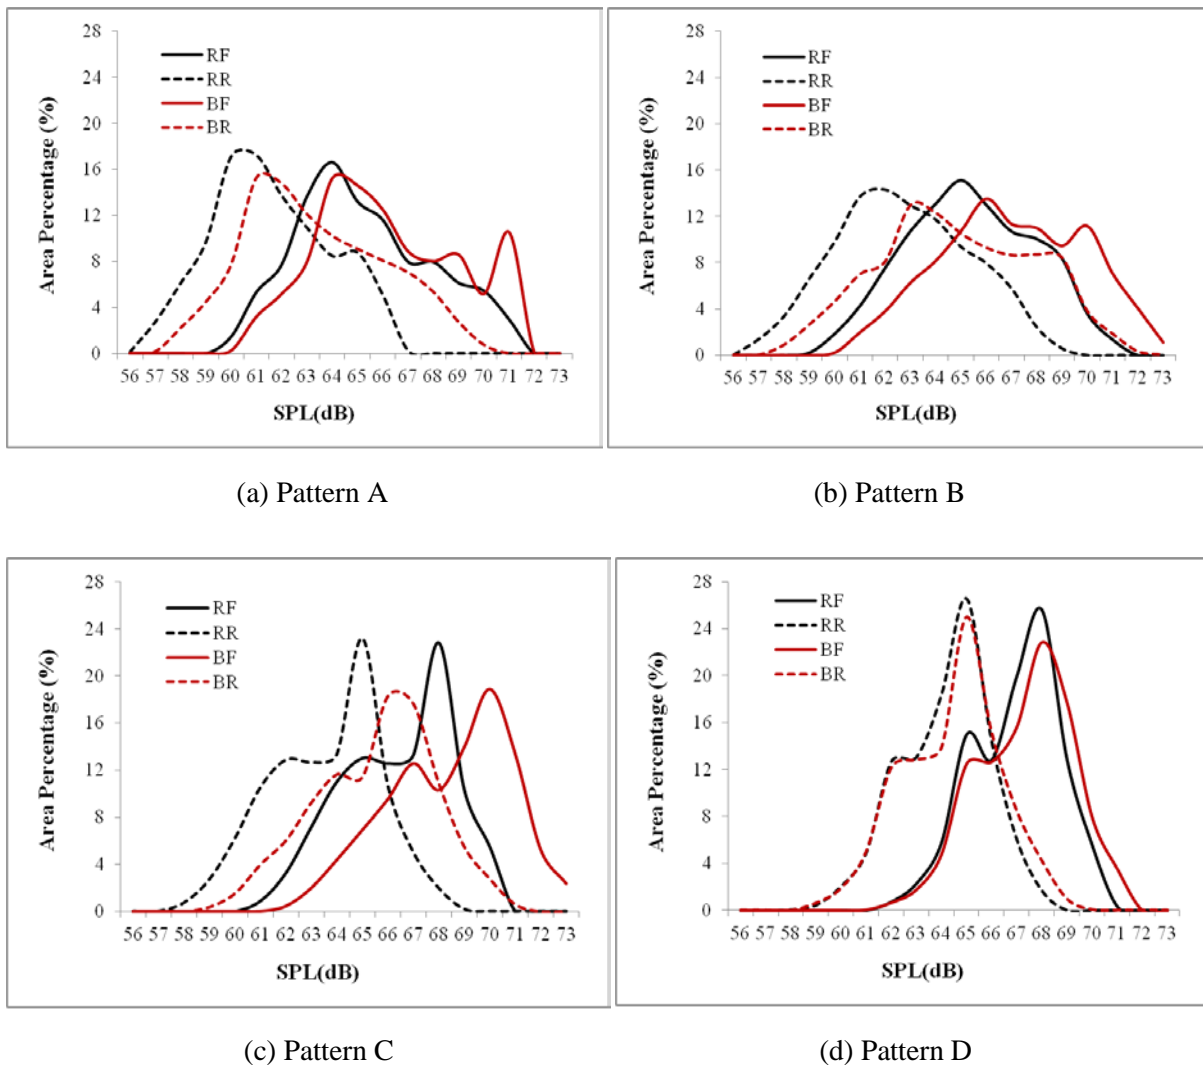 28
24
20
16
12
8
4
0
Area Percentage (%)
RF
RR
BF
BR
56 57 58 59 60 61 62 63 64 65 66 67 68 69 70 71 72 73
SPL(dB)
(a) Pattern A
28
24
20
16
12
8
4
0
Area Percentage (%)
RF
RR
BF
BR
56 57 58 59 60 61 62 63 64 65 66 67 68 69 70 71 72 73
SPL(dB)
(b) Pattern B
28
24
20
16
12
8
4
0
Area Percentage (%)
RF
RR
BF
BR
56 57 58 59 60 61 62 63 64 65 66 67 68 69 70 71 72 73
SPL(dB)
(c) Pattern C
28
24
20
16
12
8
4
0
Area Percentage (%)
RF
RR
BF
BR
56 57 58 59 60 61 62 63 64 65 66 67 68 69 70 71 72 73
SPL(dB)
(d) Pattern D